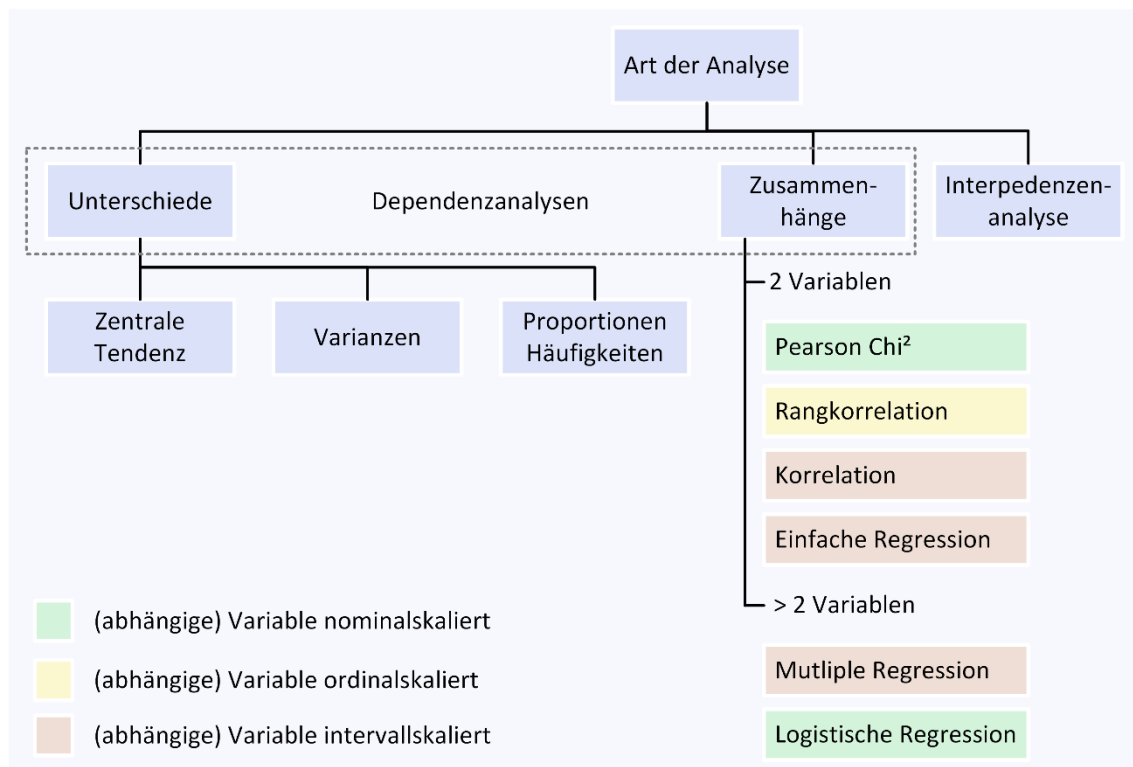 Art der Analyse
Unterschiede
Dependenzanalysen
Zusammen-
hänge
Interpedenzen-
analyse
Zentrale
Tendenz
Varianzen
Proportionen
Häufigkeiten
2 Variablen
Pearson Chi²
Rangkorrelation
Korrelation
Einfache Regression
> 2 Variablen
Mutliple Regression
Logistische Regression
(abhängige) Variable nominalskaliert
(abhängige) Variable ordinalskaliert
(abhängige) Variable intervallskaliert